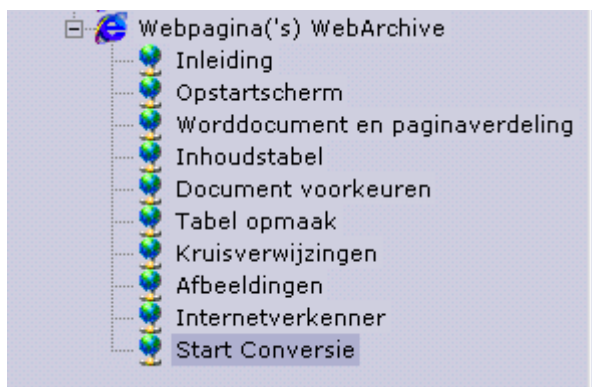 Webpagina('s) WebArchive
Inleiding
Opstartscherm
Worddocument en paginaverdeling
Inhoudstabel
Document voorkeuren
Tabel opmaak
Kruisverwijzingen
Afbeeldingen
Internetverkenner
Start Conversie